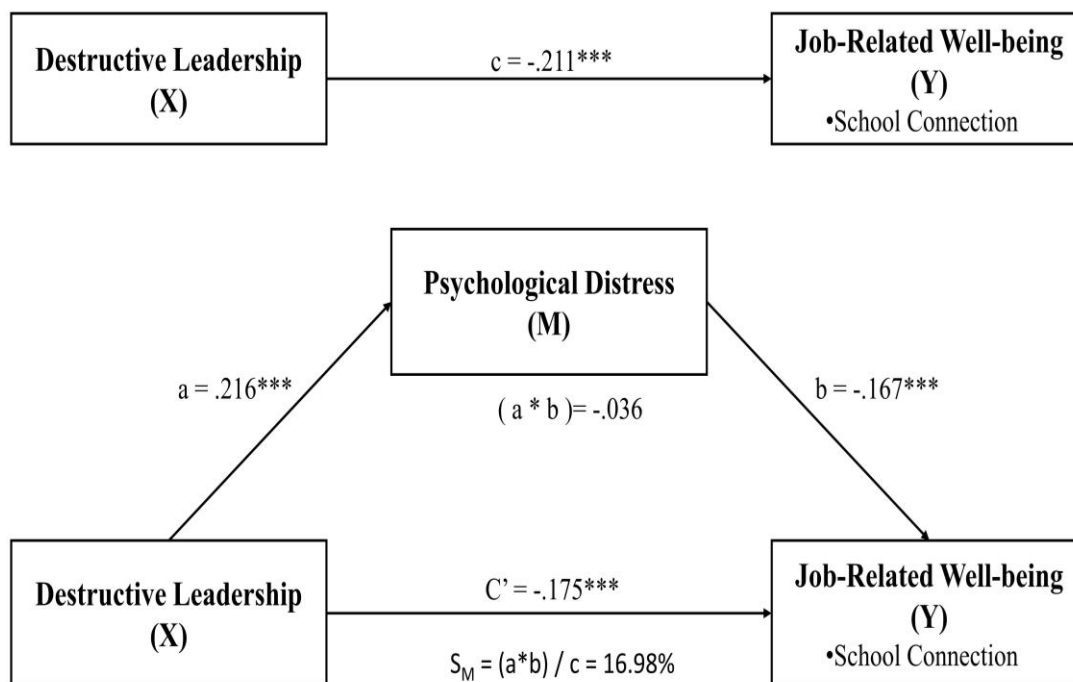 Destructive Leadership
(X)
c = -.211***
Job-Related Well-being
(Y)
•School Connection
Psychological Distress
(M)
a = .216***
( a * b )= -.036
b = -.167***
Destructive Leadership
(X)
C’ = -.175***
S_M = (a*b) / c = 16.98%
Job-Related Well-being
(Y)
•School Connection